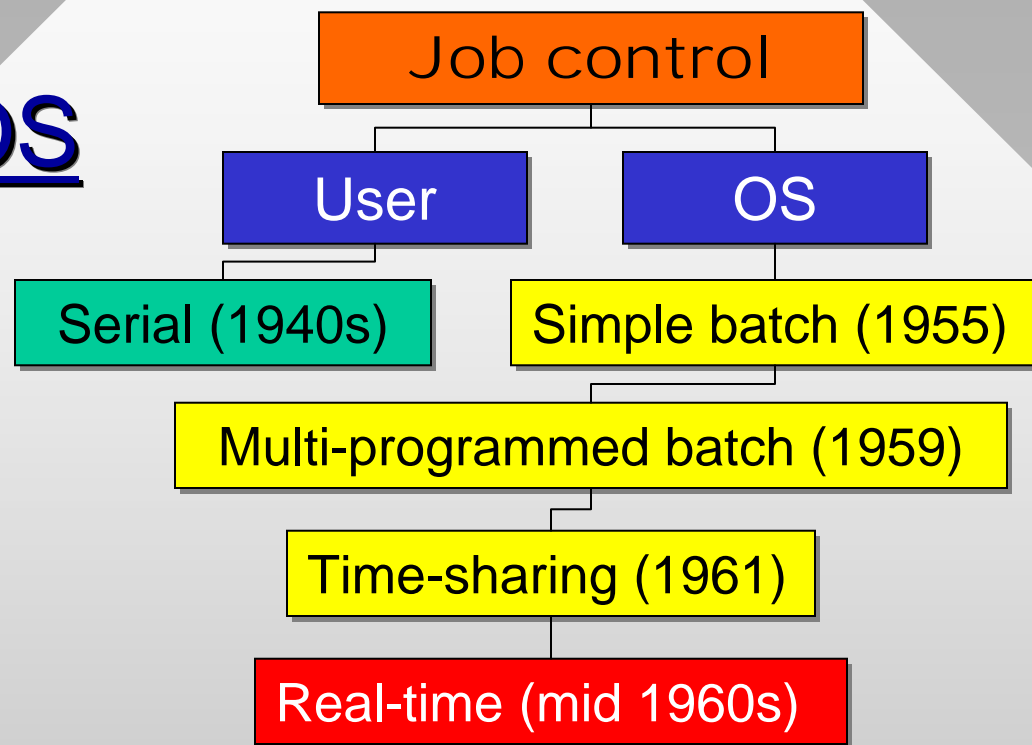 Job control
OS
User
OS
Serial (1940s)
Simple batch (1955)
Multi-programmed batch (1959)
Time-sharing (1961)
Real-time (mid 1960s)